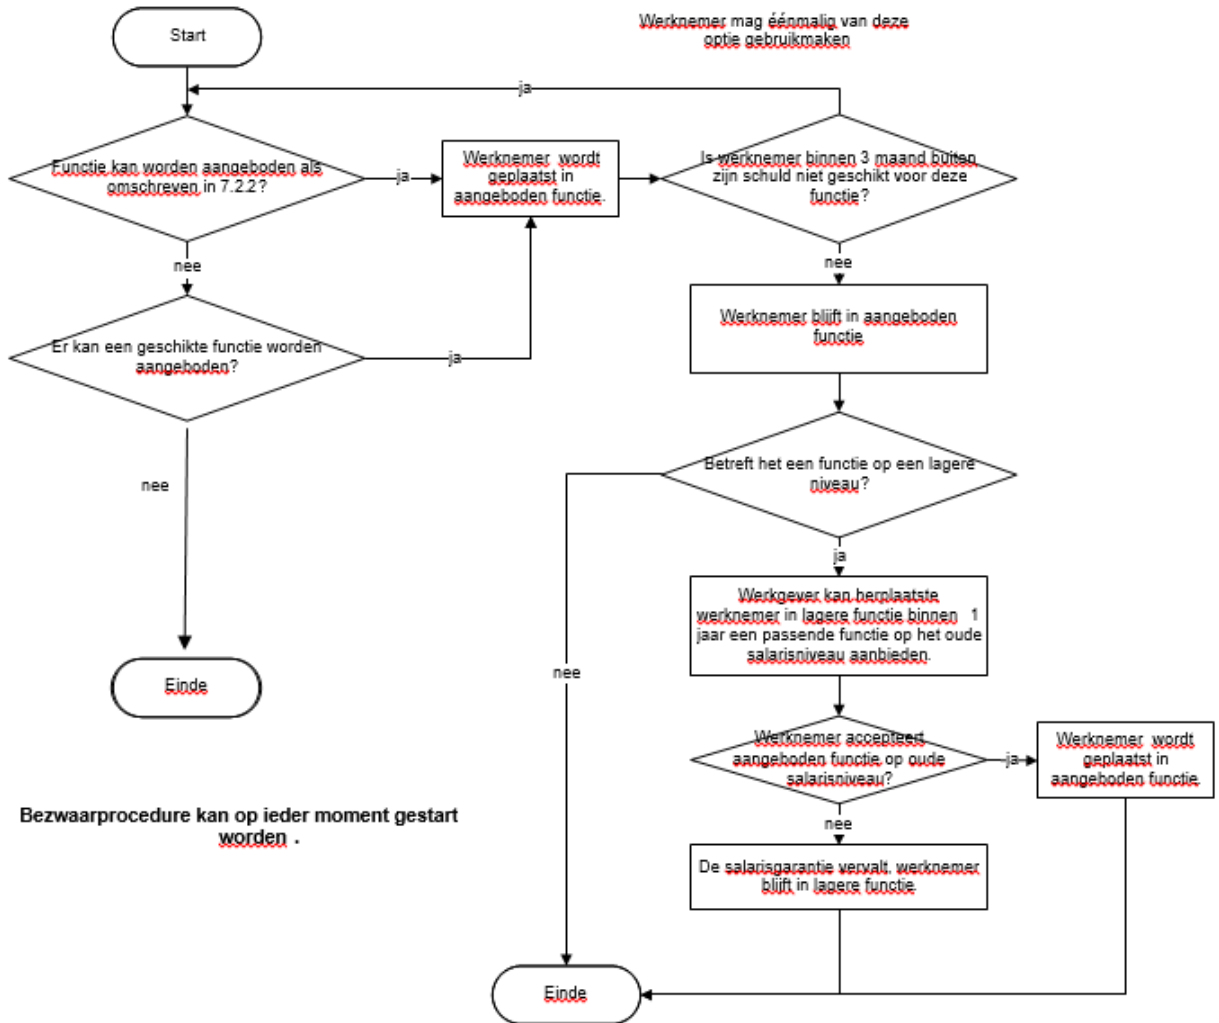 Start
Werknemer mag éénmalig van deze
optie gebruikmaken
ja
Functie kan worden aangeboden als
omschreven in 7.2.2?
ja
Werknemer wordt
geplaatst in
aangeboden functie.
Is werknemer binnen 3 maand buiten
zijn schuld niet geschikt voor deze
functie?
nee
nee
Werknemer blijft in aangeboden
functie
Er kan een geschikte functie worden
aangeboden?
ja
Betreft het een functie op een lagere
niveau?
nee
ja
Werkgever kan herplaatste
werknemer in lagere functie binnen 1
jaar een passende functie op het oude
salarisniveau aanbieden.
nee
Einde
Werknemer accepteert
aangeboden functie op oude
salarisniveau?
ja
Werknemer wordt
geplaatst in
aangeboden functie
nee
Bezwaarprocedure kan op ieder moment gestart
worden .
De salarisgarantie vervalt, werknemer
blijft in lagere functie.
Einde